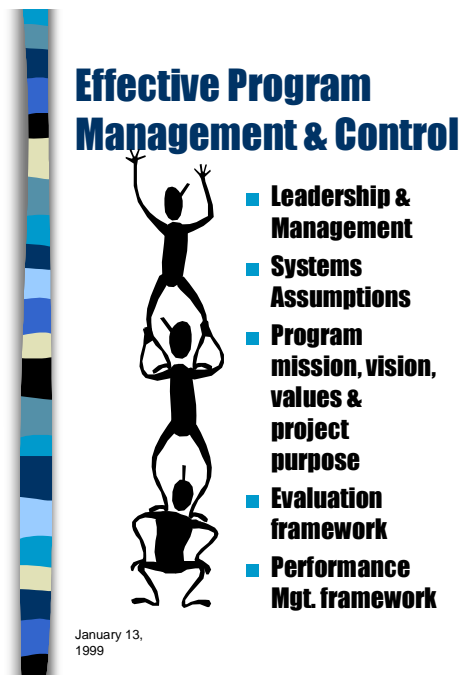 Effective Program
Management & Control
Leadership &
Management
Systems
Assumptions
Program
mission, vision,
values &
project
purpose
Evaluation
framework
Performance
Mgt. framework
January 13,
1999